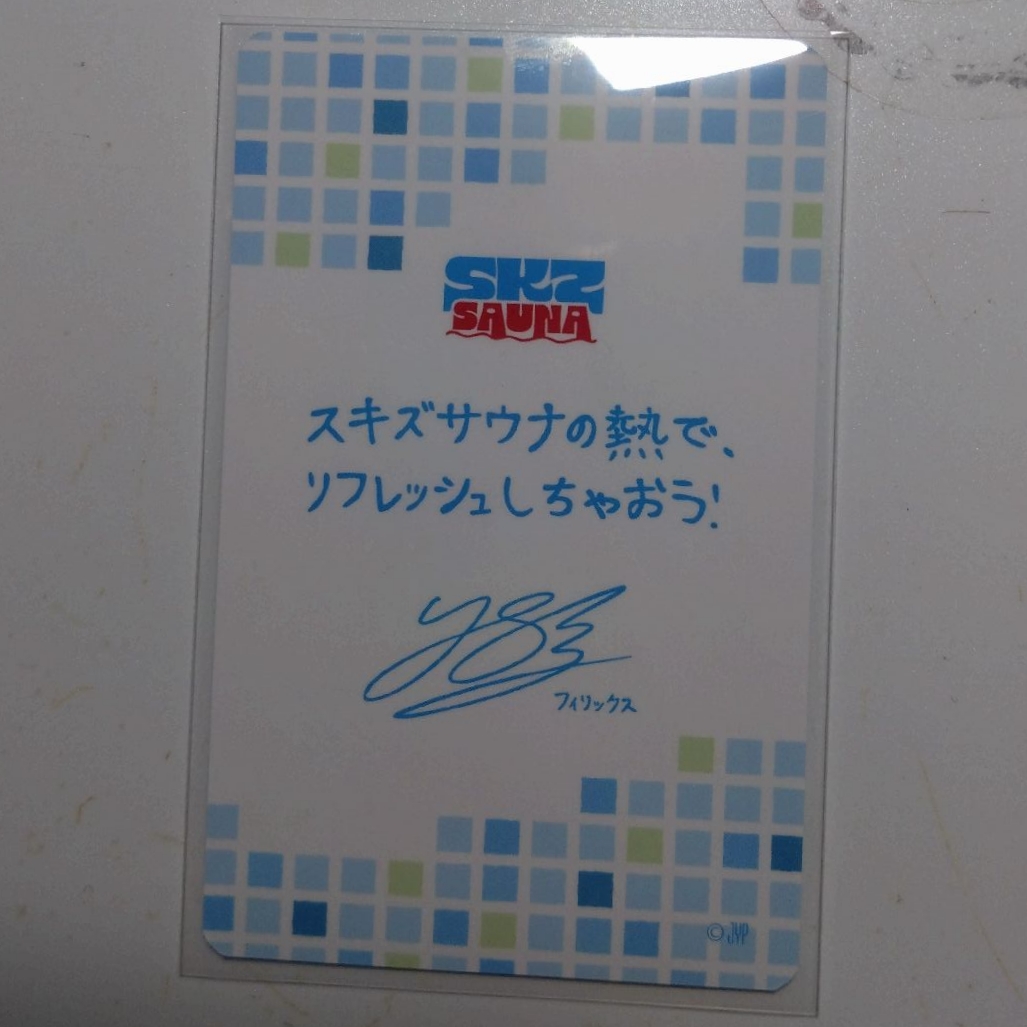 SKZ
SAUNA
スキズサウナの熱で、
リフレッシュしちゃおう!
フィリックス
© JYP